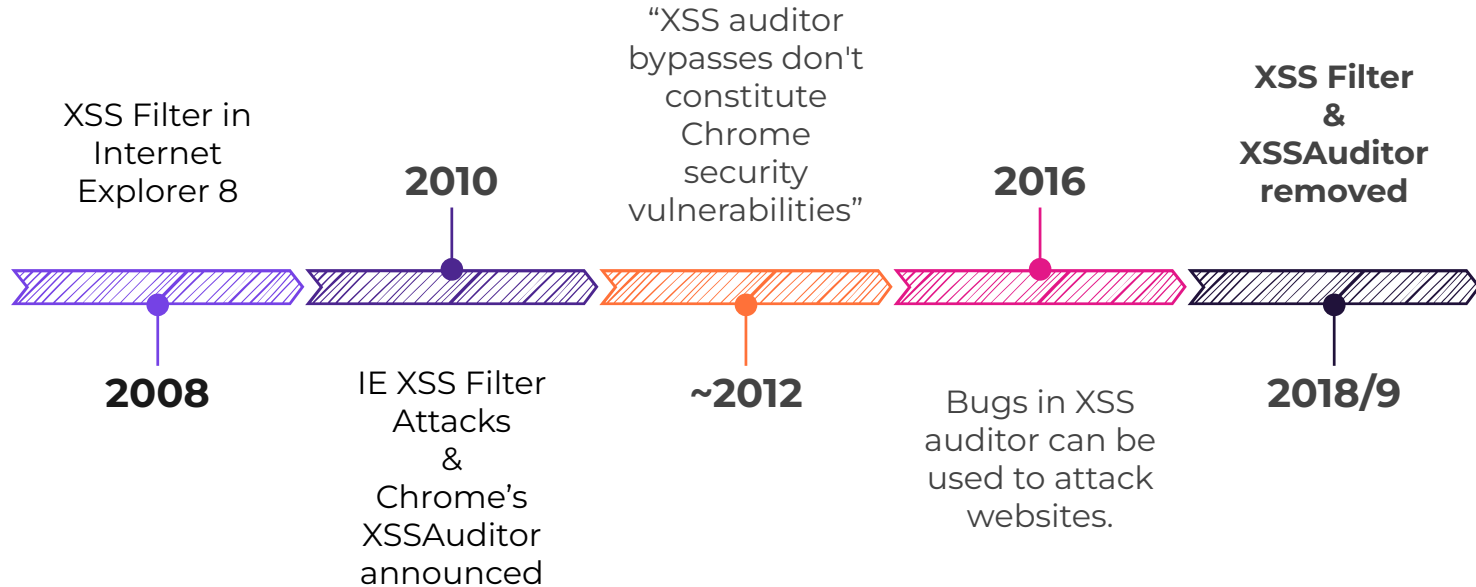 XSS Filter in
Internet
Explorer 8
2008
2010
IE XSS Filter
Attacks
&
Chrome’s
XSSAuditor
announced
“XSS auditor
bypasses don't
constitute
Chrome
security
vulnerabilities”
~2012
2016
Bugs in XSS
auditor can be
used to attack
websites.
XSS Filter
&
XSSAuditor
removed
2018/9